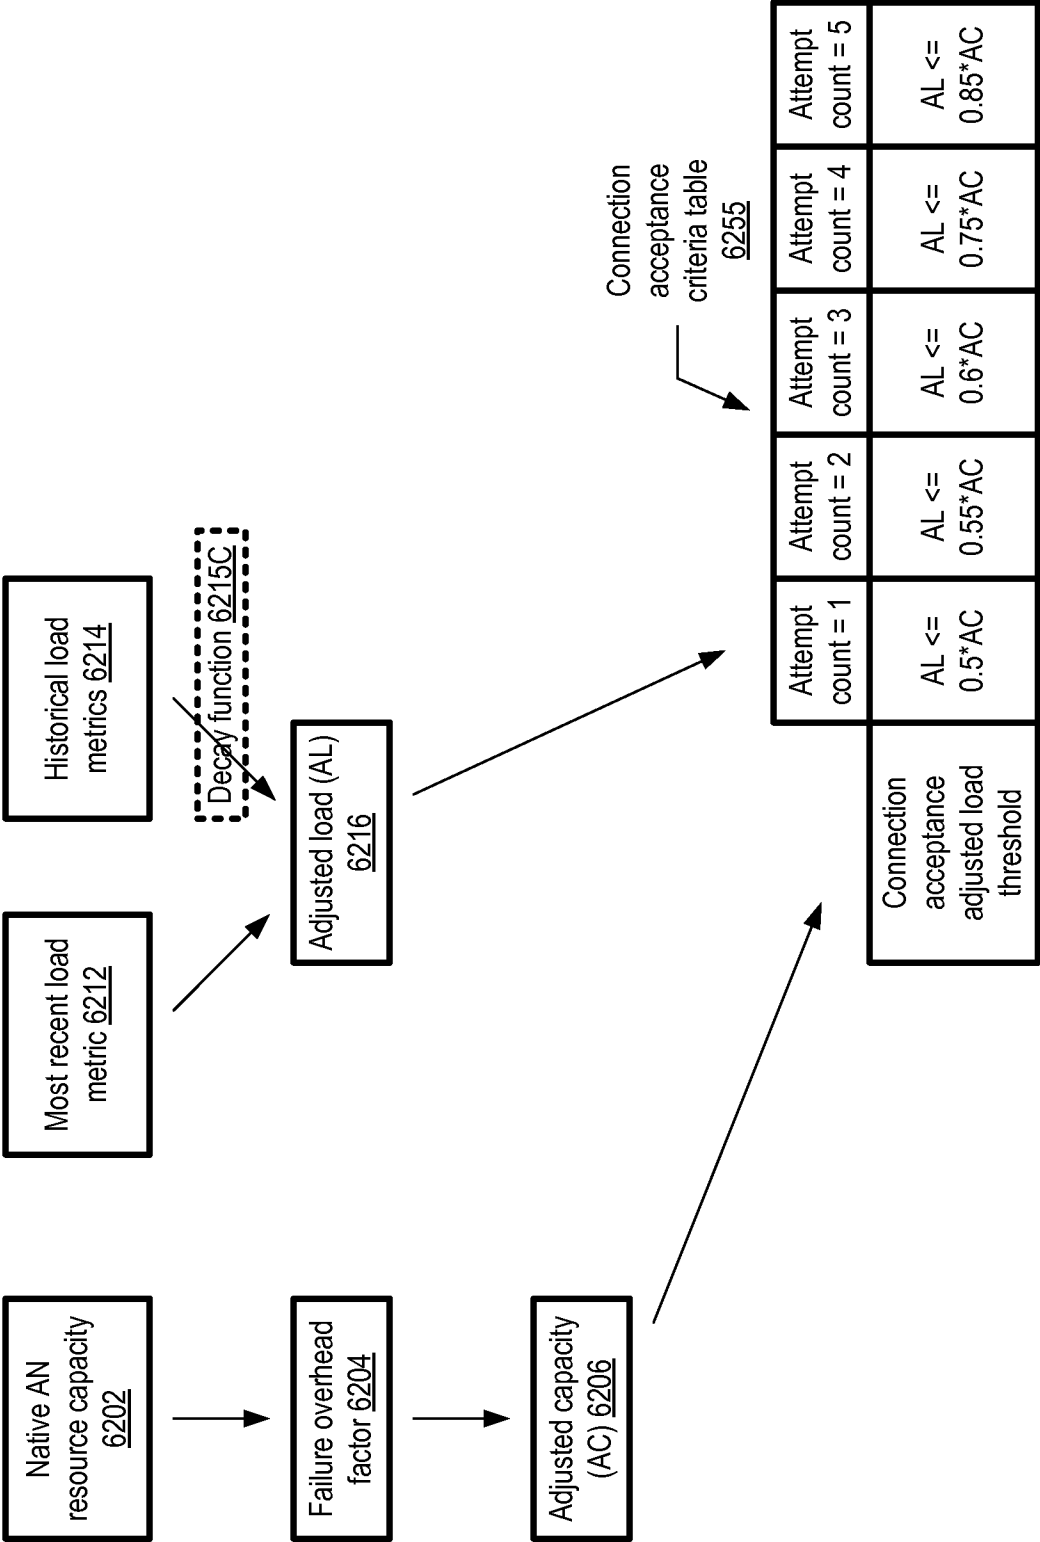 Native AN
resource capacity
6202
Most recent load
metric 6212
Historical load
metrics 6214
Decay function 6215C
Failure overhead
factor 6204
Adjusted load (AL)
6216
Adjusted capacity
(AC) 6206
Connection
acceptance
criteria table
6255
Attempt
count = 1
Attempt
count = 2
Attempt
count = 3
Attempt
count = 4
Attempt
count = 5
Connection
acceptance
adjusted load
threshold
AL <=
0.5*AC
AL <=
0.55*AC
AL <=
0.6*AC
AL <=
0.75*AC
AL <=
0.85*AC